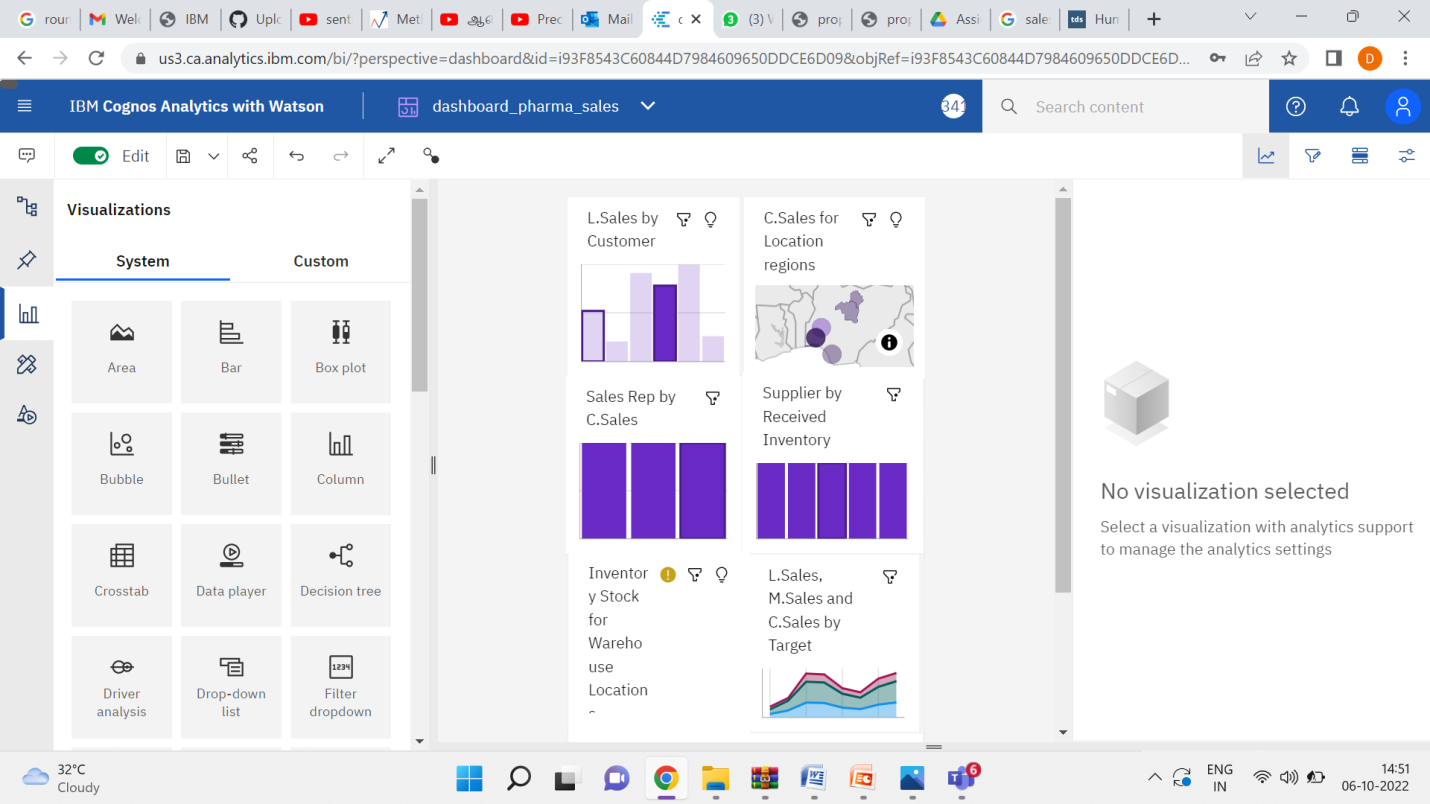 roun
Wel
IBM
Uplo
sent
Met
Prec
Mail
(3)
prop
prop
Assi
sale
tds
Hun
us3.ca.analytics.ibm.com/bi/?perspective=dashboard&id=i93F8543C60844D7984609650DDCE6D09&objRef=i93F8543C60844D7984609650DDCE6D...
D
IBM Cognos Analytics with Watson
dashboard_pharma_sales
341
Search content
Edit
Visualizations
System
Custom
Area
Bar
Box plot
Bubble
Bullet
Column
Crosstab
Data player
Decision tree
Driver
analysis
Drop-down
list
1234
Filter
dropdown
L.Sales by
Customer
C.Sales for
Location
regions
Sales Rep by
C.Sales
Supplier by
Received
Inventory
Inventor
y Stock
for
Wareho
use
Location
L.Sales,
M.Sales and
C.Sales by
Target
No visualization selected
Select a visualization with analytics support
to manage the analytics settings
32°C
Cloudy
6
ENG
IN
14:51
06-10-2022